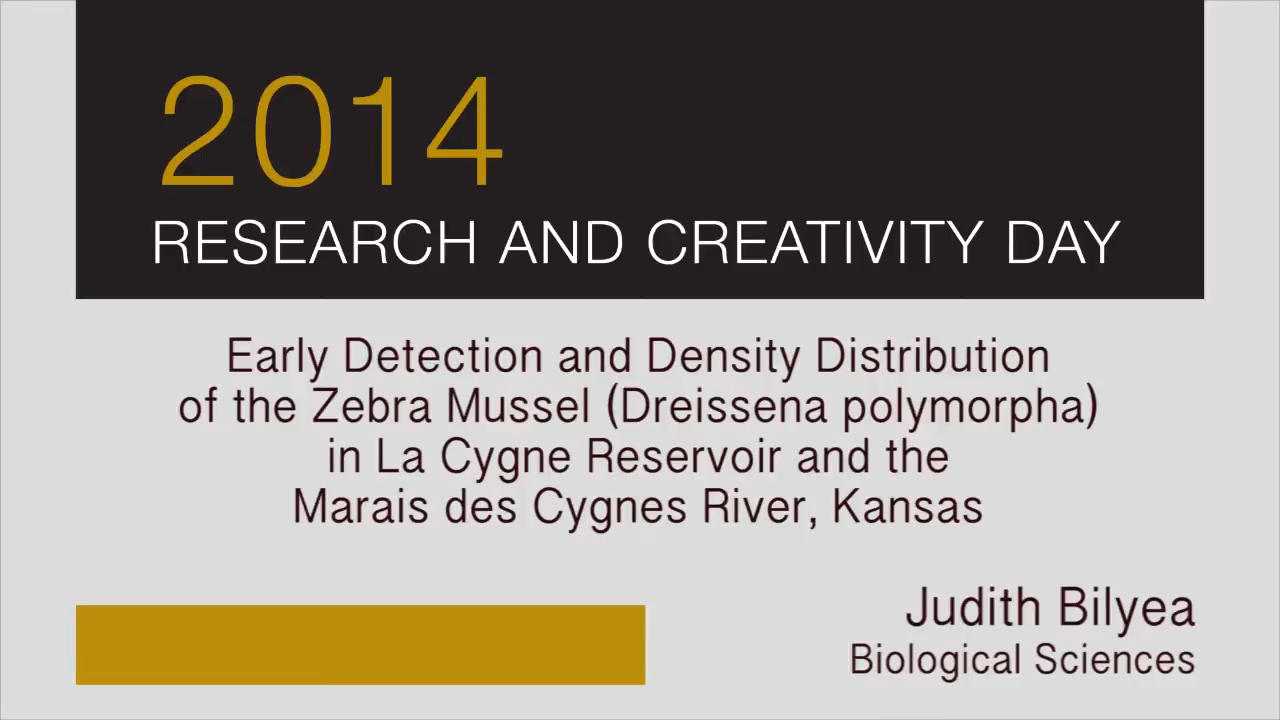 2014
RESEARCH AND CREATIVITY DAY
Early Detection and Density Distribution
of the Zebra Mussel (Dreissena polymorpha)
in La Cygne Reservoir and the
Marais des Cygnes River, Kansas
Judith Bilyea
Biological Sciences